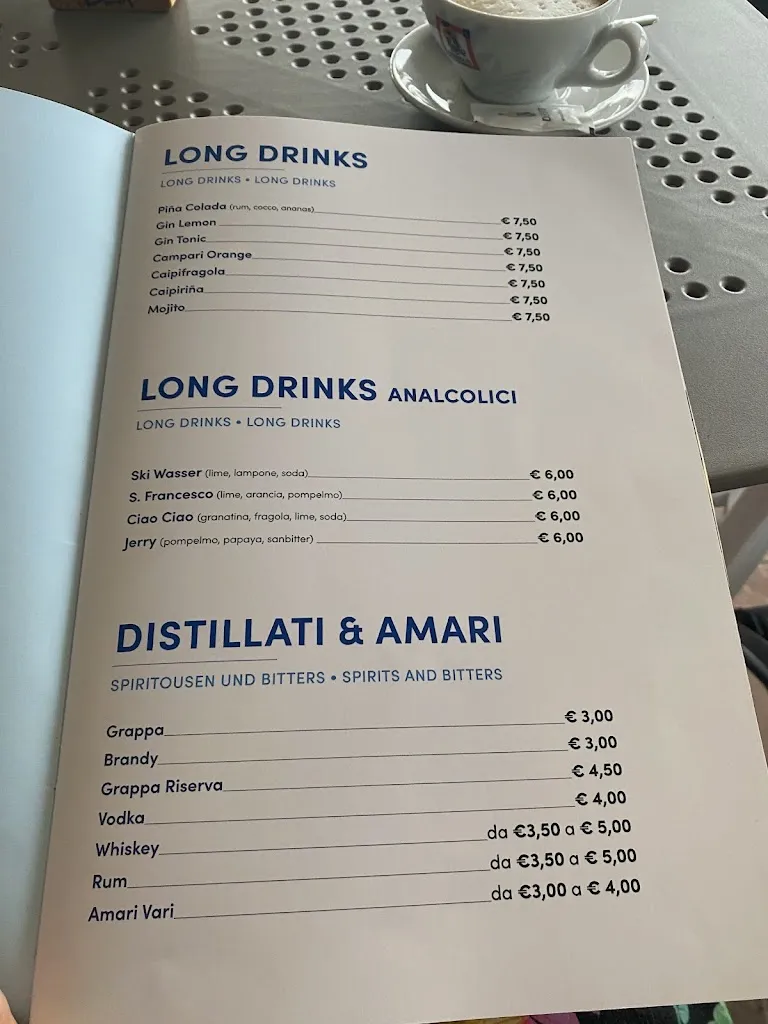 LONG DRINKS
LONG DRINKS • LONG DRINKS
Piña Colada (rum, cocco, ananas) € 7,50
Gin Lemon € 7,50
Gin Tonic € 7,50
Campari Orange € 7,50
Caipifragola € 7,50
Caipiriña € 7,50
Mojito € 7,50
LONG DRINKS ANALCOLICI
LONG DRINKS • LONG DRINKS
Ski Wasser (lime, lampone, soda) € 6,00
S. Francesco (lime, arancia, pompelmo) € 6,00
Ciao Ciao (granatina, fragola, lime, soda) € 6,00
Jerry (pompelmo, papaya, sanbitter) € 6,00
DISTILLATI & AMARI
SPIRITOUSEN UND BITTERS • SPIRITS AND BITTERS
Grappa € 3,00
Brandy € 3,00
Grappa Riserva € 4,50
Vodka € 4,00
Whiskey da €3,50 a € 5,00
Rum da €3,50 a € 5,00
Amari Vari da €3,00 a € 4,00